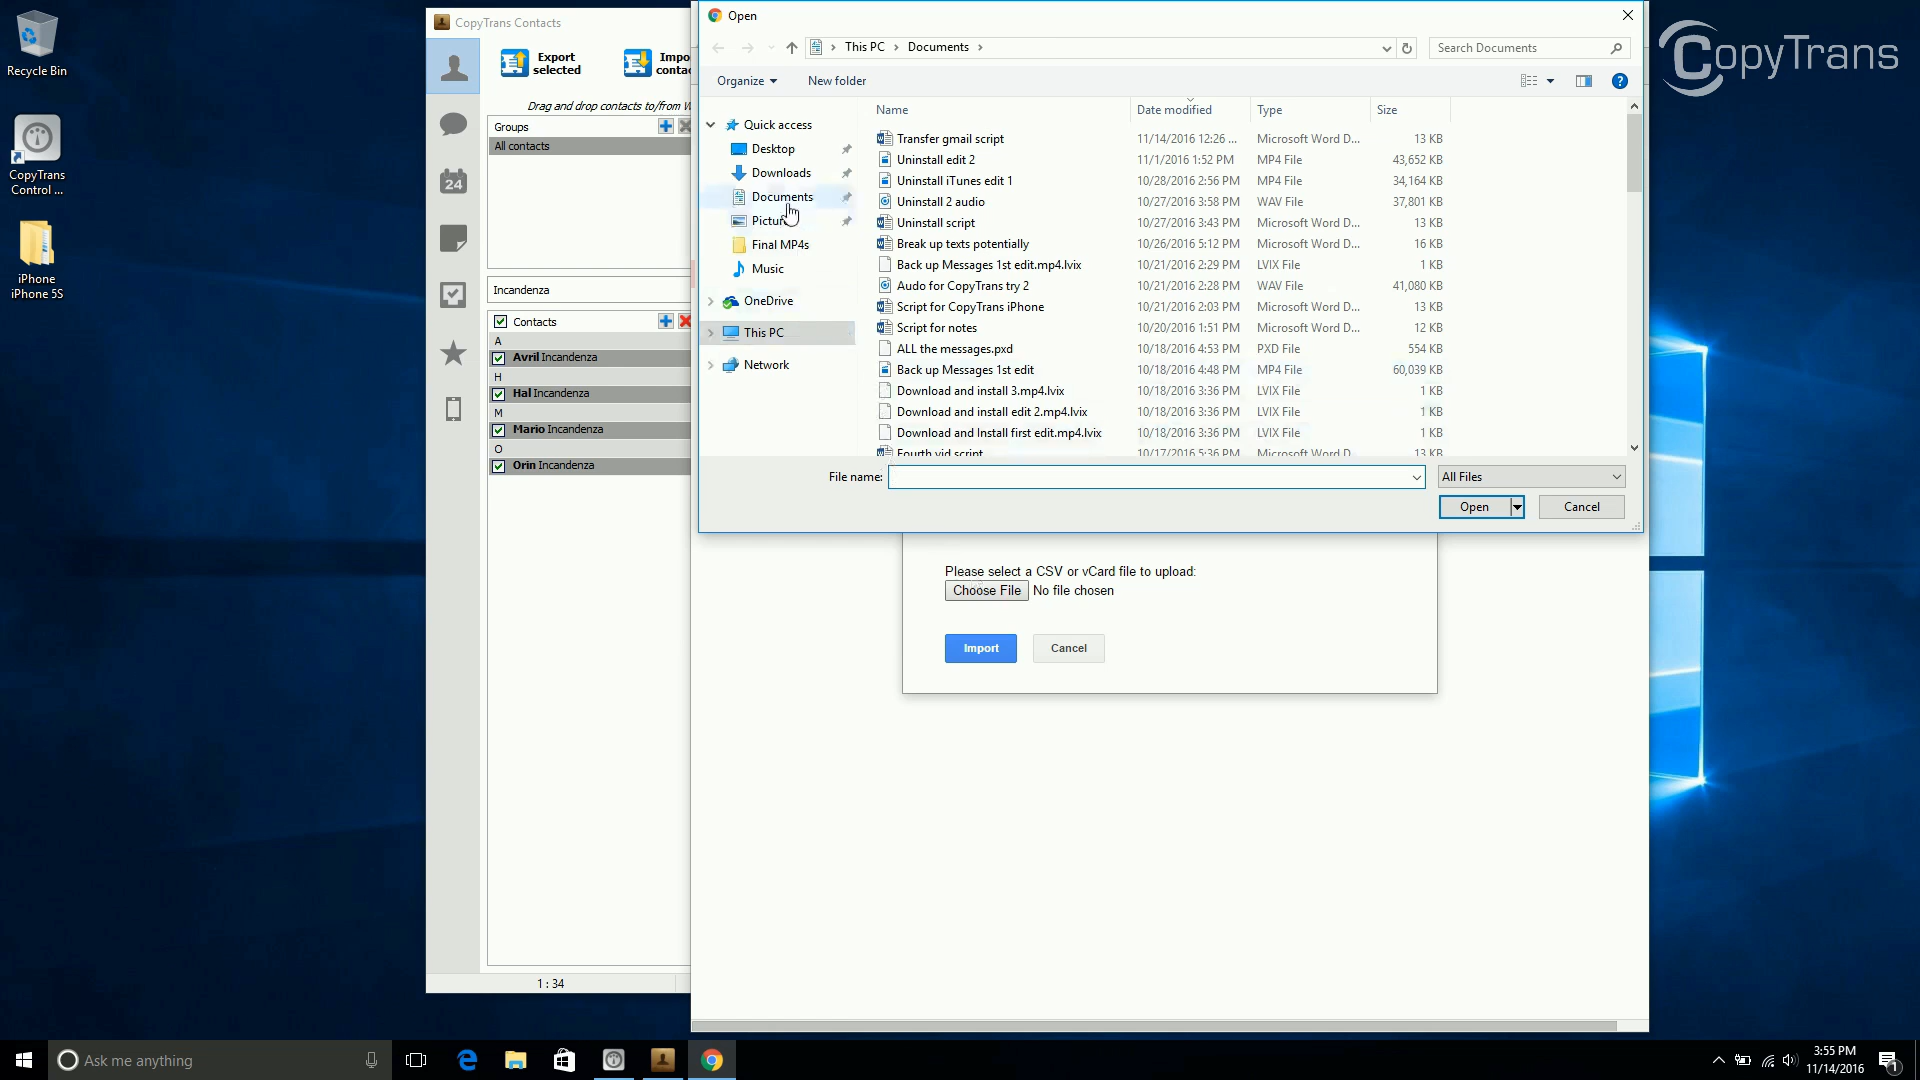 Recycle Bin
CopyTrans
Control ...
iPhone
iPhone 5S
CopyTrans Contacts
Export
selected
Impo
contac
Drag and drop contacts to/from W
Groups
All contacts
24
Incandenza
Contacts
A
Avril Incandenza
H
Hal Incandenza
M
Mario Incandenza
O
Orin Incandenza
1 : 34
Open
This PC > Documents >
Search Documents
Organize
New folder
Quick access
Desktop
Downloads
Documents
Pictur
Final MP4s
Music
OneDrive
This PC
Network
Name Date modified Type Size
Transfer gmail script 11/14/2016 12:26 ... Microsoft Word D... 13 KB
Uninstall edit 2 11/1/2016 1:52 PM MP4 File 43,652 KB
Uninstall iTunes edit 1 10/28/2016 2:56 PM MP4 File 34,164 KB
Uninstall 2 audio 10/27/2016 3:58 PM WAV File 37,801 KB
Uninstall script 10/27/2016 3:43 PM Microsoft Word D... 13 KB
Break up texts potentially 10/26/2016 5:12 PM Microsoft Word D... 16 KB
Back up Messages 1st edit.mp4.lvix 10/21/2016 2:29 PM LVIX File 1 KB
Audo for CopyTrans try 2 10/21/2016 2:28 PM WAV File 41,080 KB
Script for CopyTrans iPhone 10/21/2016 2:03 PM Microsoft Word D... 13 KB
Script for notes 10/20/2016 1:51 PM Microsoft Word D... 12 KB
ALL the messages.pxd 10/18/2016 4:53 PM PXD File 554 KB
Back up Messages 1st edit 10/18/2016 4:48 PM MP4 File 60,039 KB
Download and install 3.mp4.lvix 10/18/2016 3:36 PM LVIX File 1 KB
Download and install edit 2.mp4.lvix 10/18/2016 3:36 PM LVIX File 1 KB
Download and Install first edit.mp4.lvix 10/18/2016 3:36 PM LVIX File 1 KB
Fourth vid script 10/17/2016 5:36 PM Microsoft Word D... 13 KB
File name:
All Files
Open
Cancel
Please select a CSV or vCard file to upload:
Choose File No file chosen
Import
Cancel
CopyTrans
Ask me anything
3:55 PM
11/14/2016
1